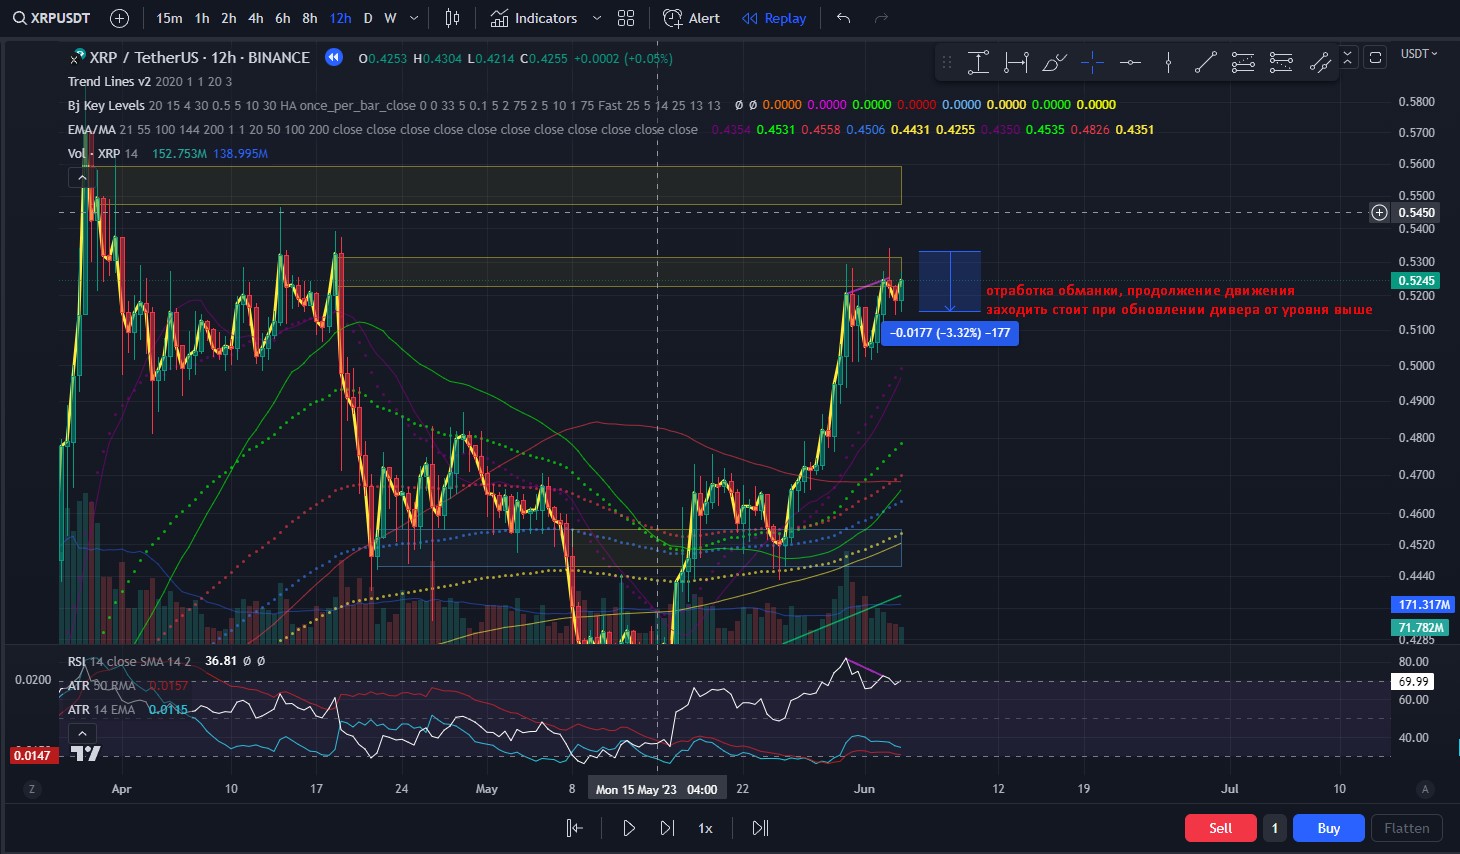 XRPUSDT 15m 1h 2h 4h 6h 8h 12h D W Indicators Alert Replay
XRP / TetherUS · 12h · BINANCE O0.4253 H0.4304 L0.4214 C0.4255 +0.0002 (+0.05%)
USDT
Trend Lines v2 2020 1 1 20 3
Bj Key Levels 20 15 4 30 0.5 5 10 30 HA once_per_bar_close 0 0 33 5 0.1 5 2 75 2 5 10 1 75 Fast 25 5 14 25 13 13 Ø Ø 0.0000 0.0000 0.0000 0.0000 0.0000 0.0000 0.0000 0.0000
EMA/MA 21 55 100 144 200 1 1 20 50 100 200 close close close close close close close close close close close 0.4354 0.4531 0.4558 0.4506 0.4431 0.4255 0.4350 0.4535 0.4826 0.4351
Vol · XRP 14 152.753M 138.995M
0.5800
0.5700
0.5600
0.5500
0.5450
0.5400
0.5300
0.5245
0.5200
0.5100
0.5000
0.4900
0.4800
0.4700
0.4600
0.4520
0.4440
171.317M
71.782M
0.4285
отработка обманки, продолжение движения
заходить стоит при обновлении дивера от уровня выше
−0.0177 (−3.32%) −177
RSI 14 close SMA 14 2 36.81 Ø Ø
ATR 50 RMA 0.0157
ATR 14 EMA 0.0115
0.0200
0.0147
80.00
69.99
60.00
40.00
Z Apr 10 17 24 May 8 Mon 15 May '23 04:00 22 Jun 12 19 Jul 10 A
1x
Sell 1 Buy Flatten